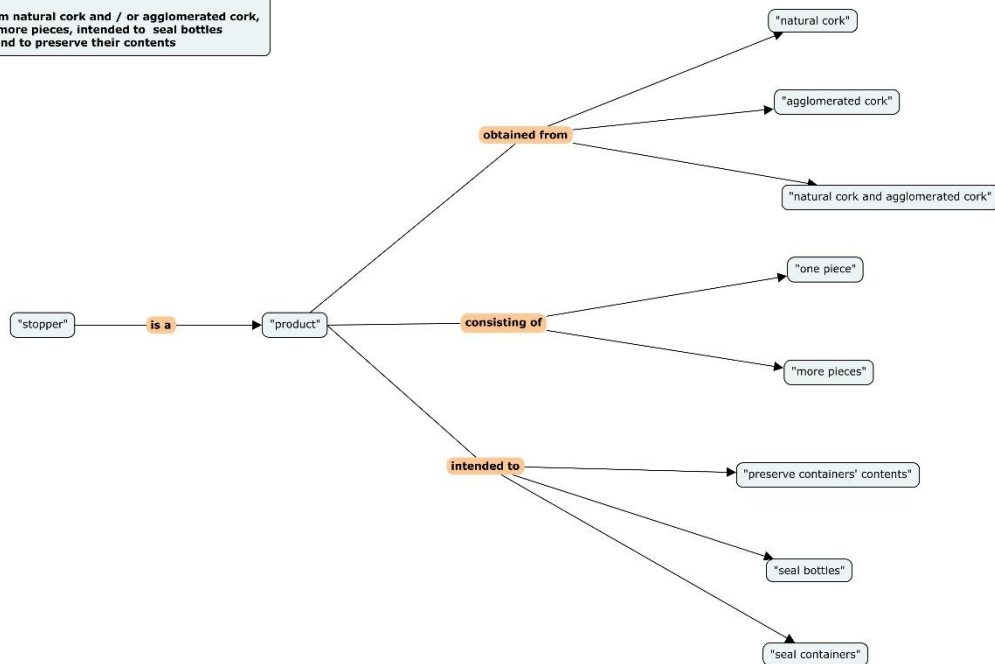 m natural cork and / or agglomerated cork,
more pieces, intended to seal bottles
nd to preserve their contents
"natural cork"
"agglomerated cork"
obtained from
"natural cork and agglomerated cork"
"one piece"
"stopper"
is a
"product"
consisting of
"more pieces"
intended to
"preserve containers' contents"
"seal bottles"
"seal containers"